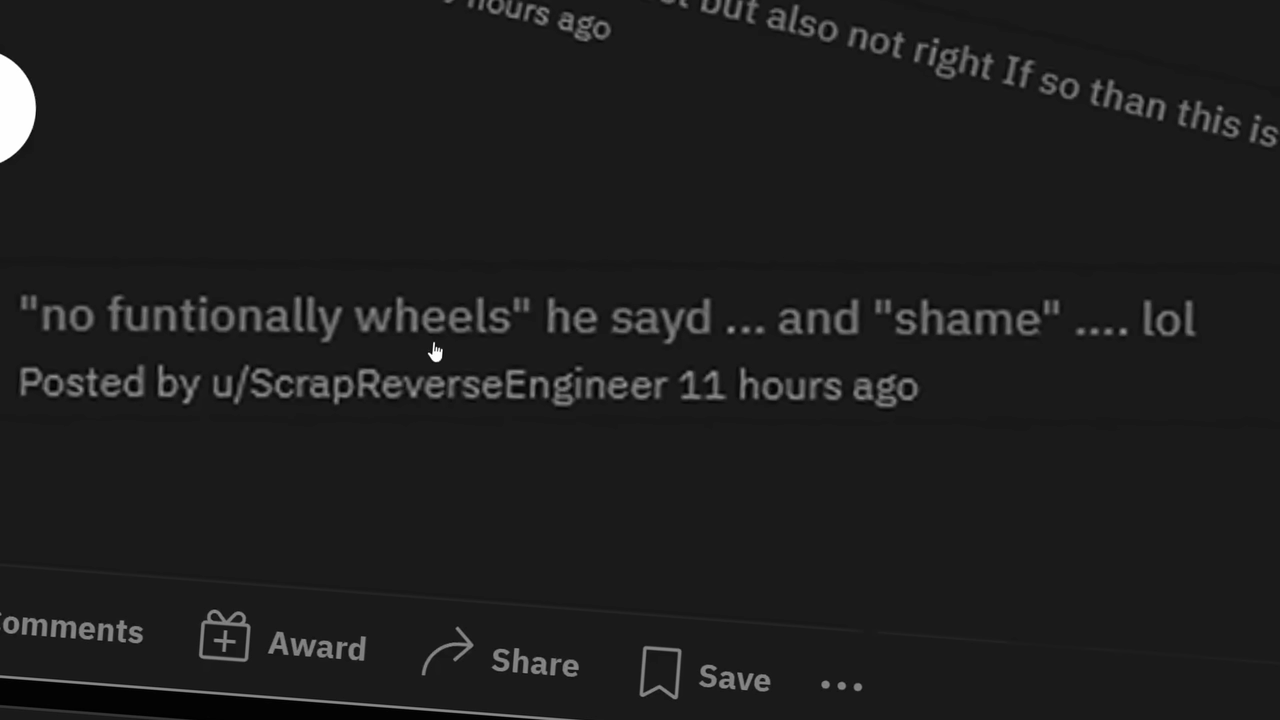 hours ago
but also not right If so than this is
"no funtionally wheels" he sayd ... and "shame" .... lol
Posted by u/ScrapReverseEngineer 11 hours ago
Comments
Award
Share
Save